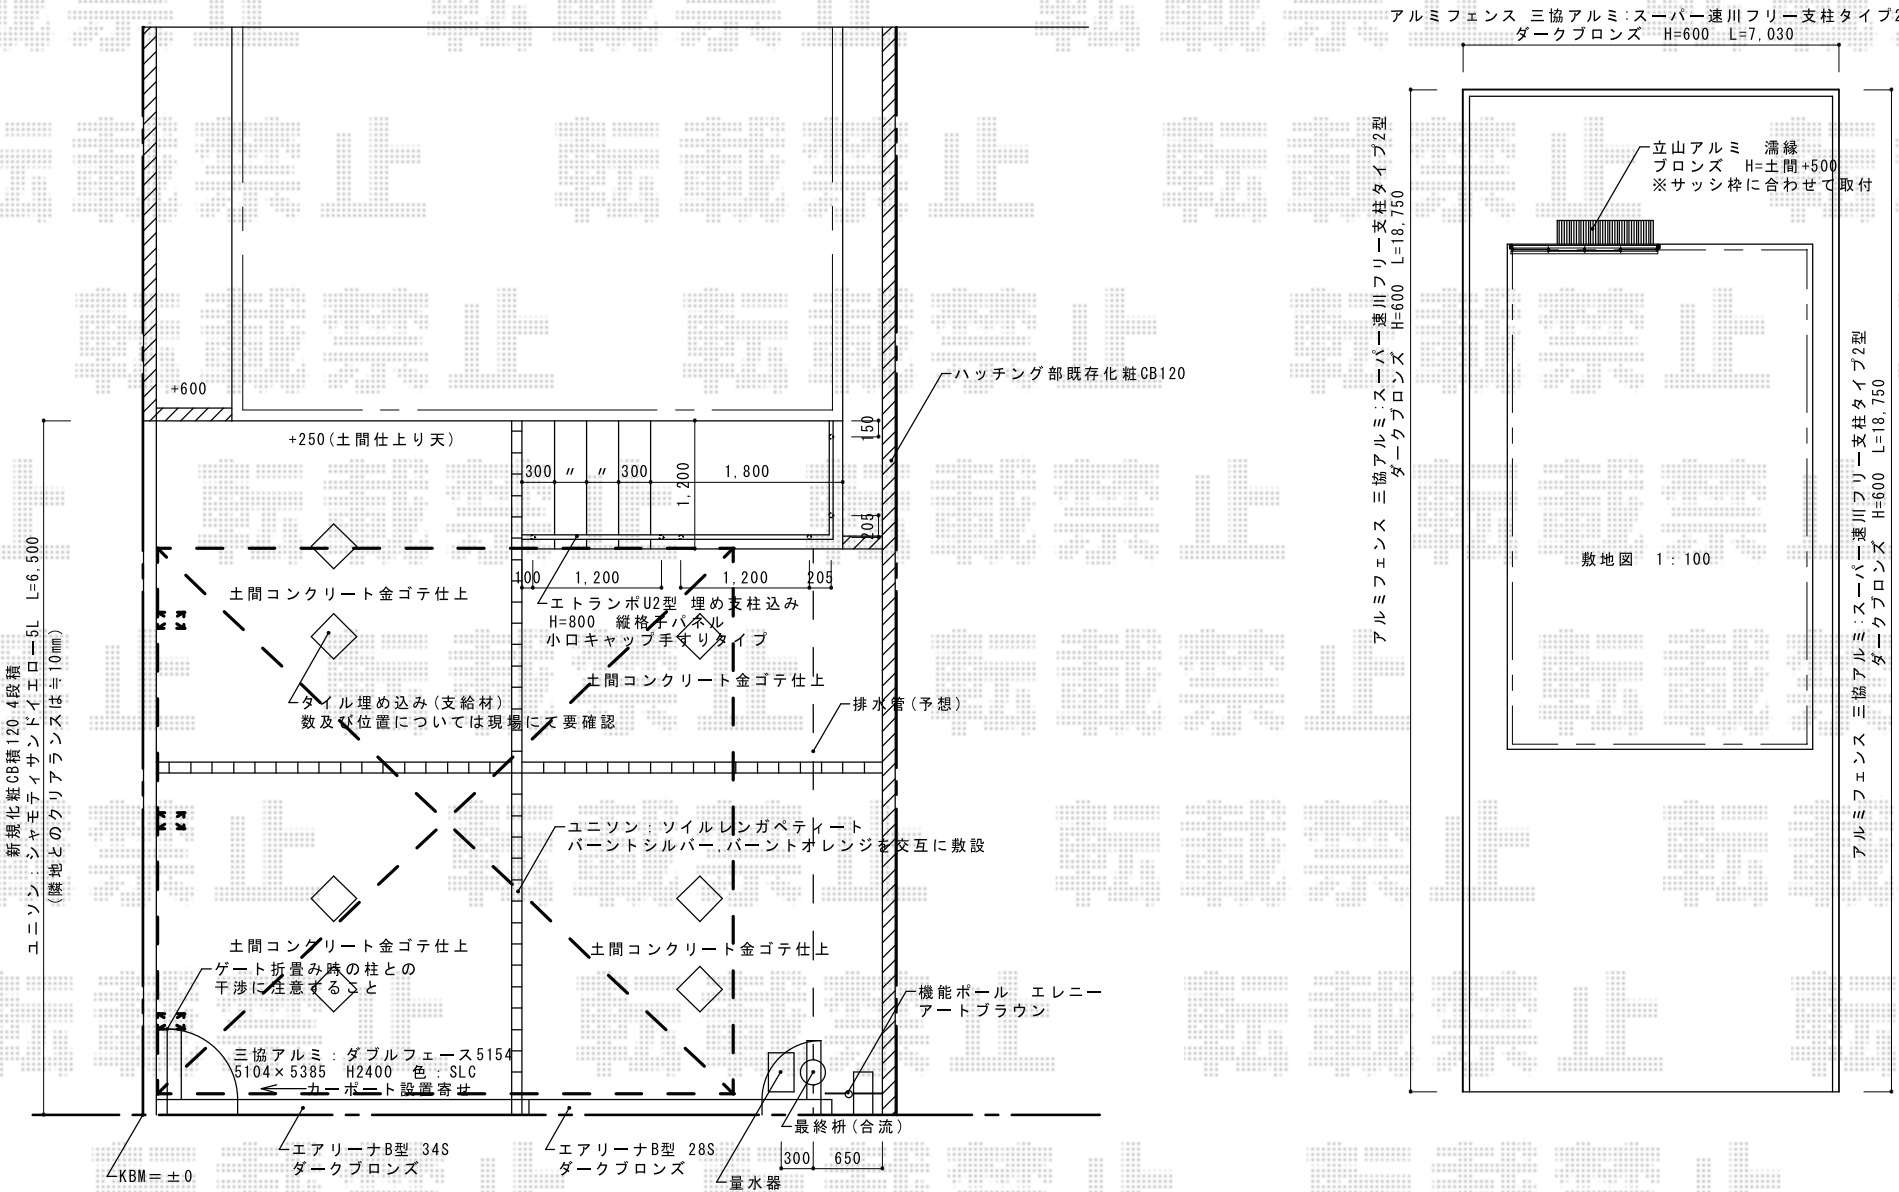 アルミフェンス 三協アルミ:スーパー速川フリー支柱タイプ2
ダークブロンズ H=600 L=7,030
立山アルミ 濡縁
ブロンズ H=土間+500
※サッシ枠に合わせて取付
アルミフェンス 三協アルミ:スーパー速川フリー支柱タイプ2型
ダークブロンズ H=600 L=18,750
敷地図 1:100
アルミフェンス 三協アルミ:スーパー速川フリー支柱タイプ2型
ダークブロンズ H=600 L=18,750
+600
ハッチング部既存化粧CB120
+250(土間仕上り天)
300 〃 〃 300
1,200
1,800
150
205
100 1,200 1,200 205
土間コンクリート金ゴテ仕上
エトランポU2型 埋め支柱込み
H=800 縦格子パネル
小口キャップ手すりタイプ
土間コンクリート金ゴテ仕上
タイル埋め込み(支給材)
数及び位置については現場にて要確認
排水管(予想)
新規化粧CB積120 4段積
ユニソン:シャモティサンドイエロー5L L=6,500
(隣地とのクリアランスは≒10mm)
ユニソン:ソイルレンガペティート
バーントシルバー,バーントオレンジを交互に敷設
土間コンクリート金ゴテ仕上
土間コンクリート金ゴテ仕上
ゲート折畳み時の柱との
干渉に注意すること
機能ポール エレニー
アートブラウン
三協アルミ:ダブルフェース5154
5104×5385 H2400 色:SLC
カーポート設置寄せ
最終枡(合流)
エアリーナB型 34S
ダークブロンズ
エアリーナB型 28S
ダークブロンズ
300 650
KBM=±0
量水器
転載禁止